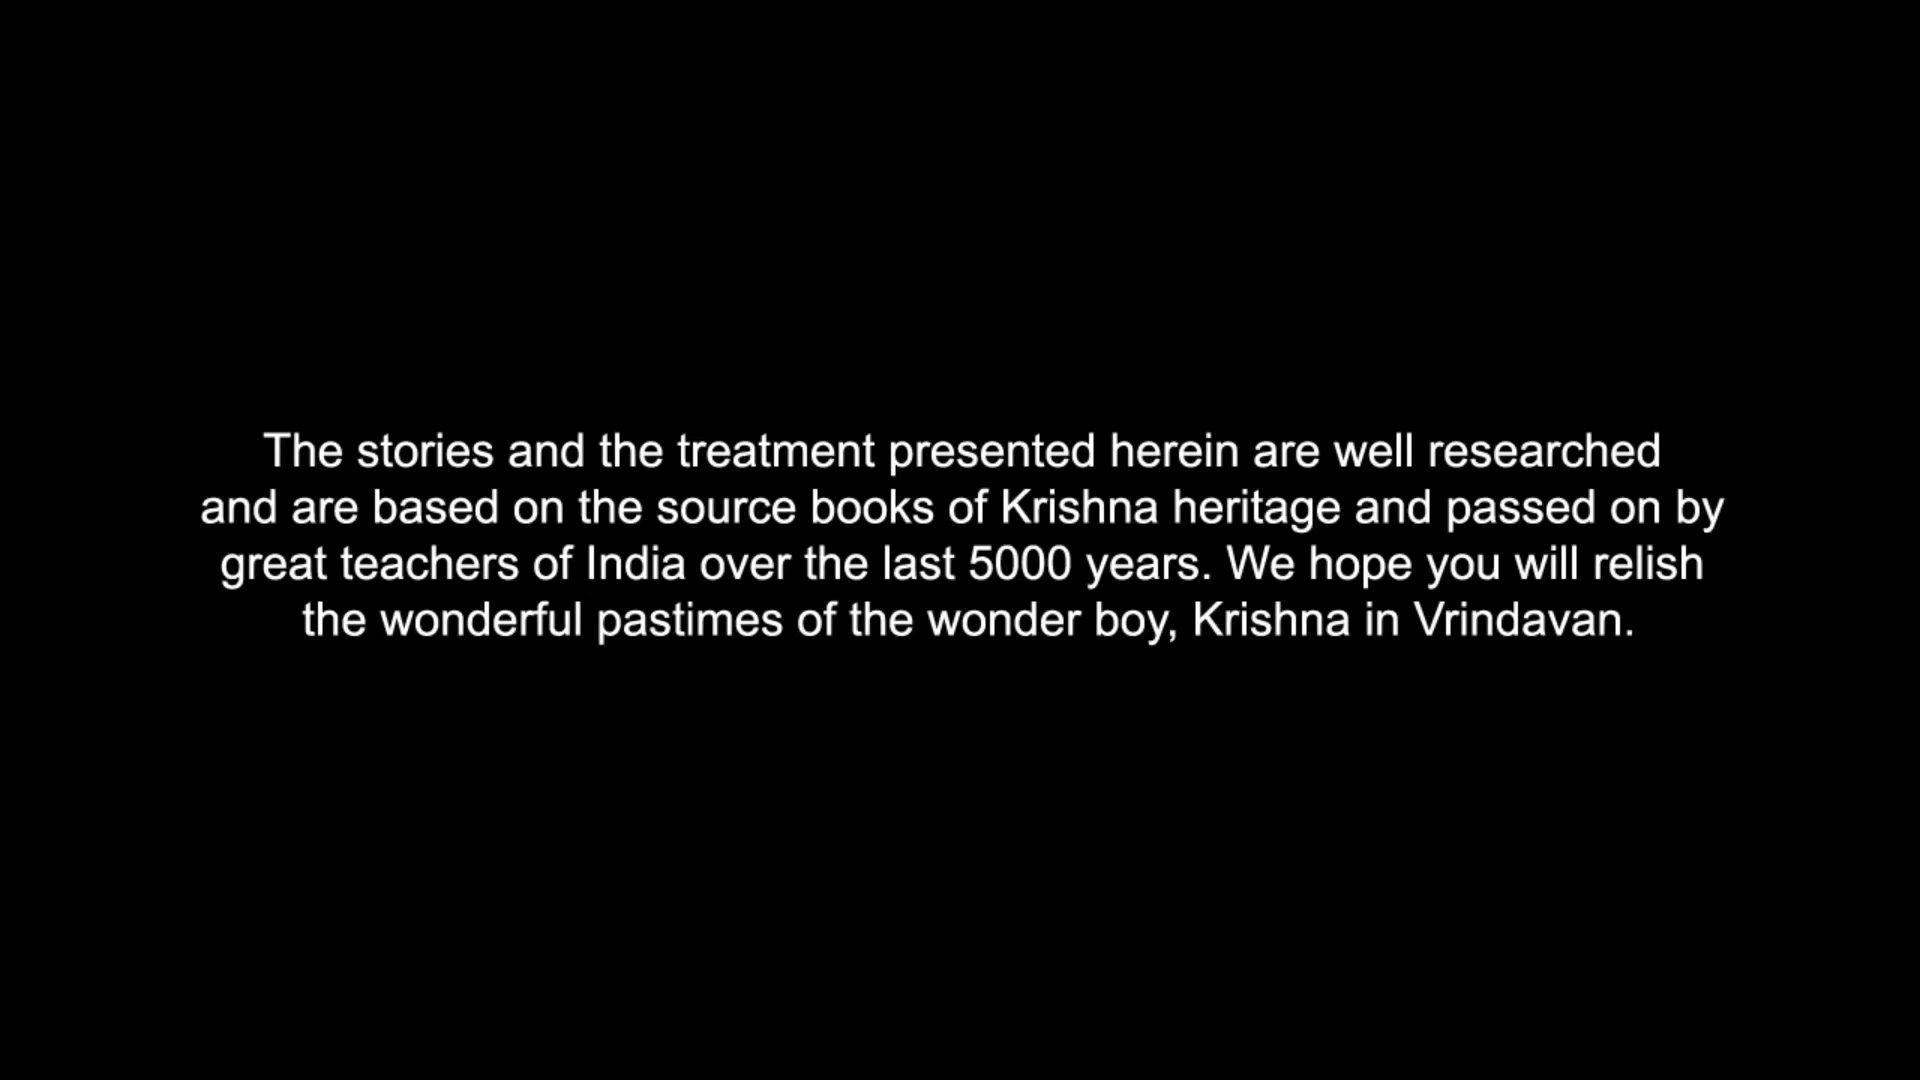 The stories and the treatment presented herein are well researched
and are based on the source books of Krishna heritage and passed on by
great teachers of India over the last 5000 years. We hope you will relish
the wonderful pastimes of the wonder boy, Krishna in Vrindavan.